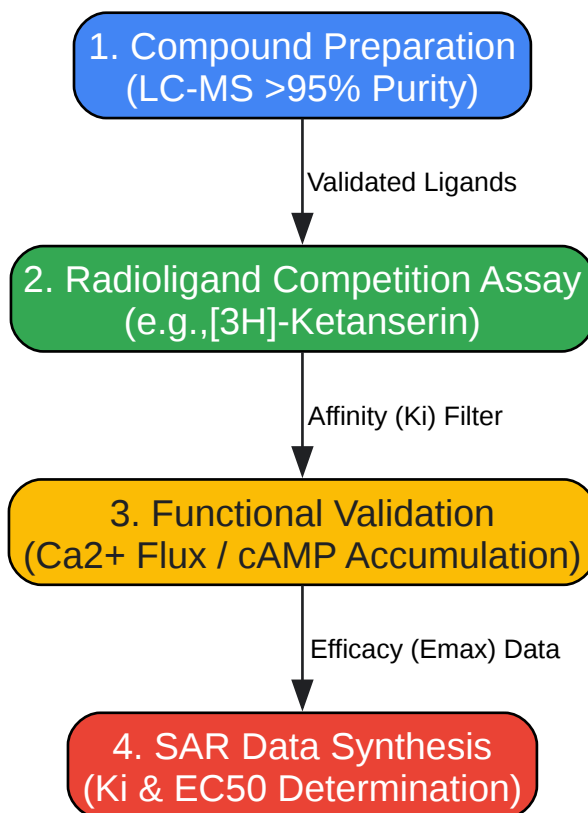 1. Compound Preparation
(LC-MS >95% Purity)
Validated Ligands
2. Radioligand Competition Assay
(e.g.,[3H]-Ketanserin)
Affinity (Ki) Filter
3. Functional Validation
(Ca2+ Flux / cAMP Accumulation)
Efficacy (Emax) Data
4. SAR Data Synthesis
(Ki & EC50 Determination)